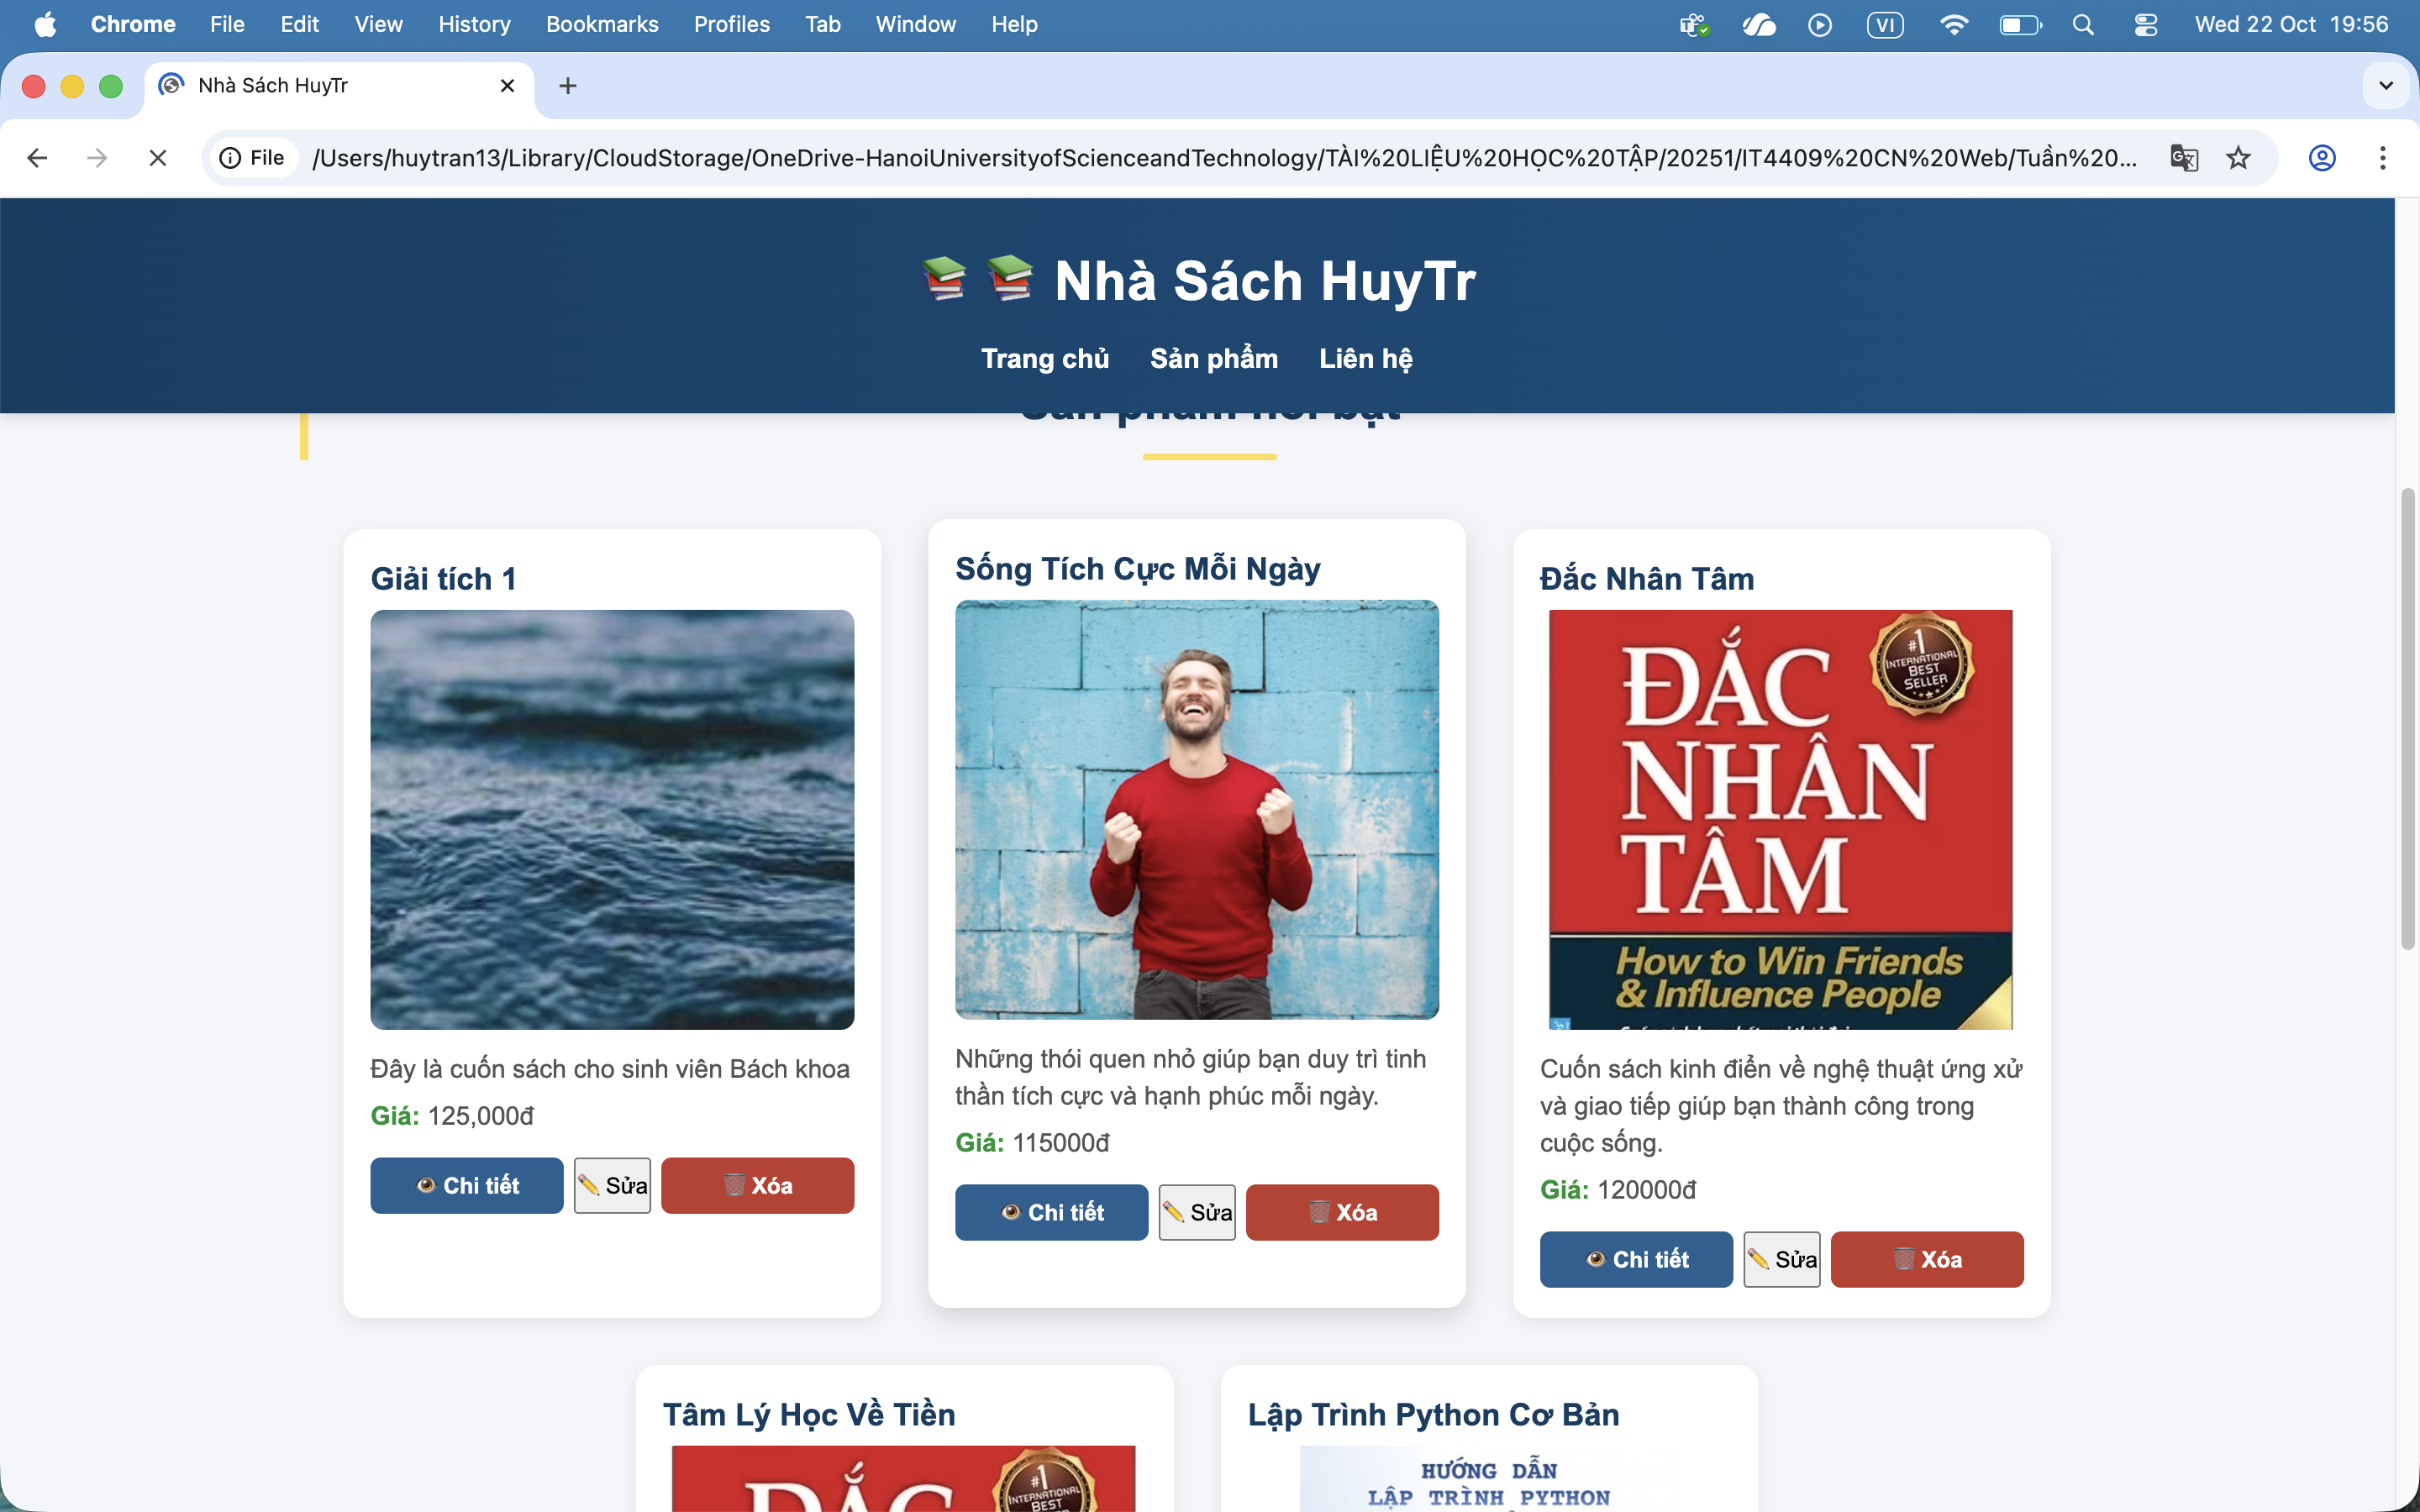 Chrome File Edit View History Bookmarks Profiles Tab Window Help VI Wed 22 Oct 19:56
Nhà Sách HuyTr
File /Users/huytran13/Library/CloudStorage/OneDrive-HanoiUniversityofScienceandTechnology/TÀI%20LIỆU%20HỌC%20TẬP/20251/IT4409%20CN%20Web/Tuần%20...
Nhà Sách HuyTr
Trang chủ Sản phẩm Liên hệ
Sản phẩm nổi bật
Giải tích 1
Đây là cuốn sách cho sinh viên Bách khoa
Giá: 125,000đ
Chi tiết Sửa Xóa
Sống Tích Cực Mỗi Ngày
Những thói quen nhỏ giúp bạn duy trì tinh
thần tích cực và hạnh phúc mỗi ngày.
Giá: 115000đ
Chi tiết Sửa Xóa
Đắc Nhân Tâm
#1
INTERNATIONAL
BEST
SELLER
ĐẮC
NHÂN
TÂM
How to Win Friends
& Influence People
Cuốn sách kinh điển về nghệ thuật ứng xử
và giao tiếp giúp bạn thành công trong
cuộc sống.
Giá: 120000đ
Chi tiết Sửa Xóa
Tâm Lý Học Về Tiền
#1
INTERNATIONAL
BEST
ĐẮC
Lập Trình Python Cơ Bản
HƯỚNG DẪN
LẬP TRÌNH PYTHON